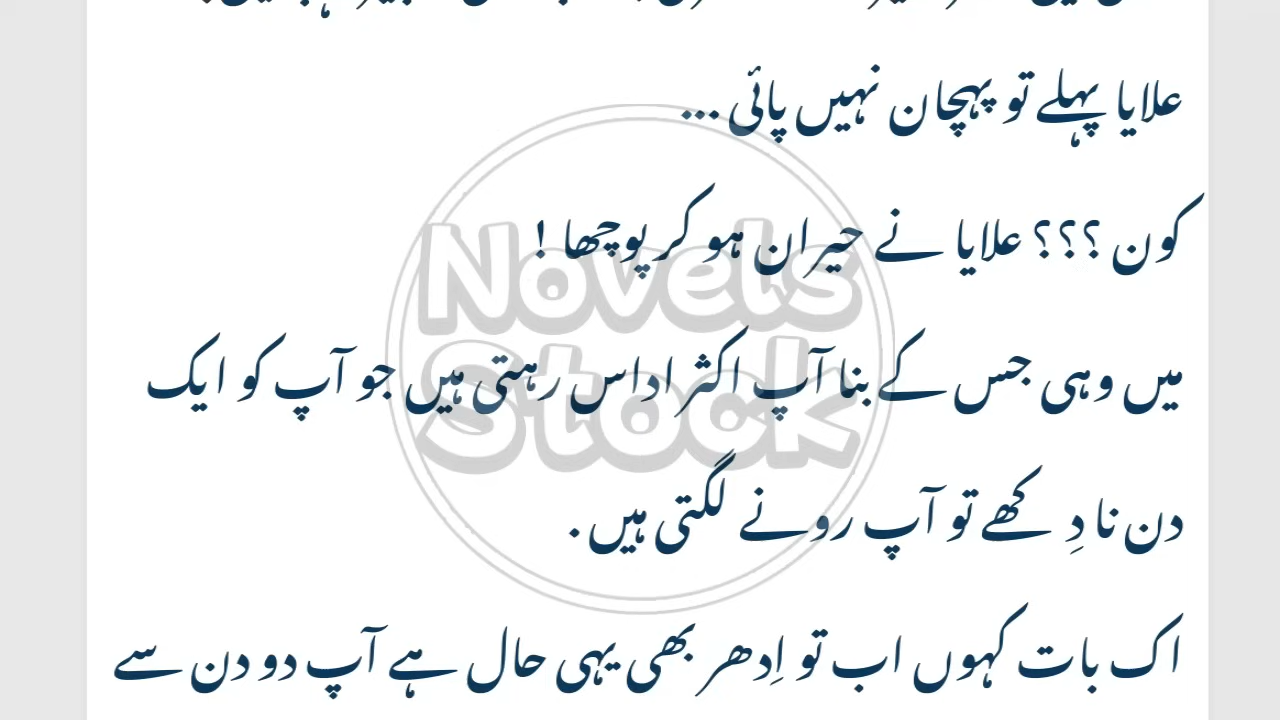 علایا پہلے تو پہچان نہیں پائی...
کون ؟؟؟ علایا نے حیران ہو کر پوچھا !
میں وہی جس کے بنا آپ اکثر اداس رہتی ہیں جو آپ کو ایک
دن نا دِ کھے تو آپ رونے لگتی ہیں.
اک بات کہوں اب تو اِدھر بھی یہی حال ہے آپ دو دن سے
Novels
Stock